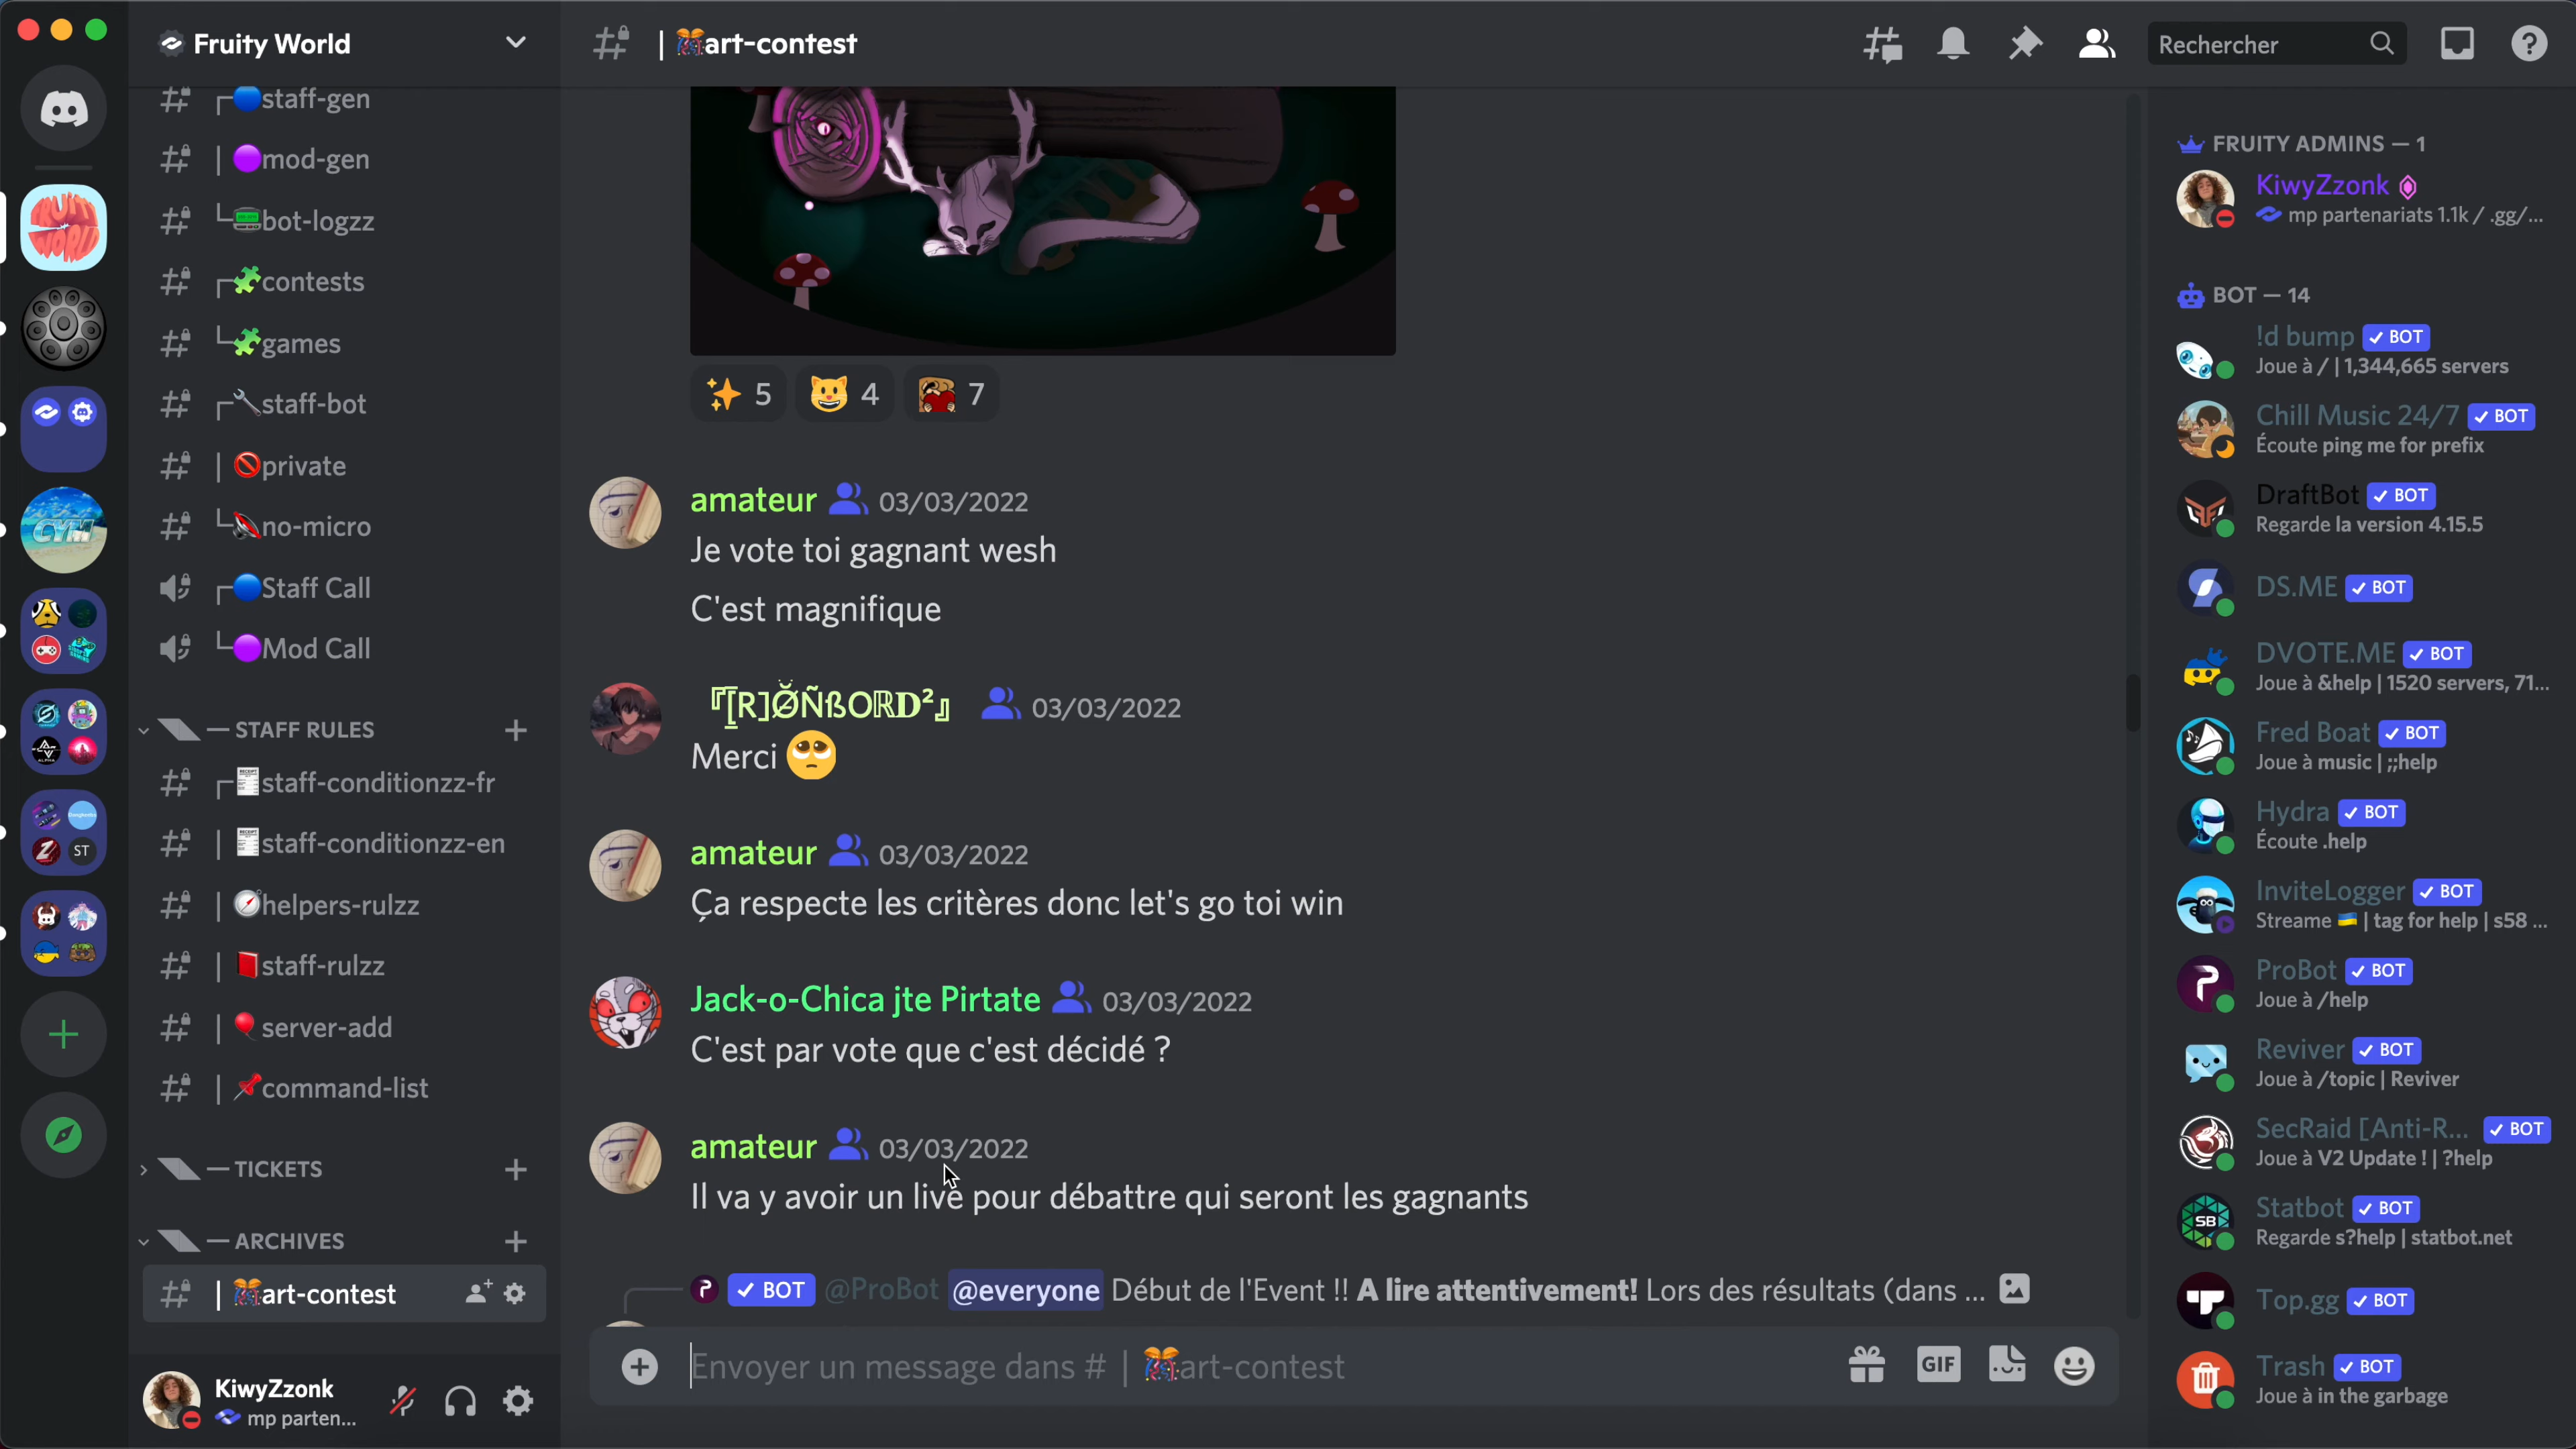 Fruity World
staff-gen
mod-gen
bot-logzz
contests
games
staff-bot
private
no-micro
Staff Call
Mod Call
— STAFF RULES
staff-conditionzz-fr
staff-conditionzz-en
helpers-rulzz
staff-rulzz
server-add
command-list
— TICKETS
— ARCHIVES
| art-contest
KiwyZzonk
mp parten...
CYM
ST
| art-contest
Rechercher
5 4 7
amateur 03/03/2022
Je vote toi gagnant wesh
C'est magnifique
03/03/2022
Merci 🥺
amateur 03/03/2022
Ça respecte les critères donc let's go toi win
Jack-o-Chica jte Pirtate 03/03/2022
C'est par vote que c'est décidé ?
amateur 03/03/2022
Il va y avoir un live pour débattre qui seront les gagnants
✓ BOT @ProBot @everyone Début de l'Event !! A lire attentivement! Lors des résultats (dans ...
Envoyer un message dans # | art-contest
GIF
FRUITY ADMINS — 1
KiwyZzonk
mp partenariats 1.1k / .gg/...
BOT — 14
!d bump ✓ BOT
Joue à / | 1,344,665 servers
Chill Music 24/7 ✓ BOT
Écoute ping me for prefix
DraftBot ✓ BOT
Regarde la version 4.15.5
DS.ME ✓ BOT
DVOTE.ME ✓ BOT
Joue à &help | 1520 servers, 71...
Fred Boat ✓ BOT
Joue à music | ;;help
Hydra ✓ BOT
Écoute .help
InviteLogger ✓ BOT
Streame 🇺🇦 | tag for help | s58 ...
ProBot ✓ BOT
Joue à /help
Reviver ✓ BOT
Joue à /topic | Reviver
SecRaid [Anti-R... ✓ BOT
Joue à V2 Update ! | ?help
SB
Statbot ✓ BOT
Regarde s?help | statbot.net
Top.gg ✓ BOT
Trash ✓ BOT
Joue à in the garbage